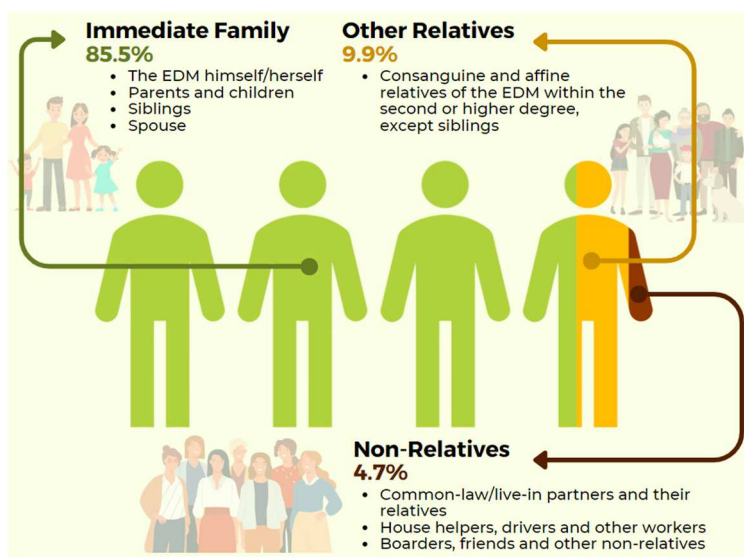 Immediate Family
85.5%
• The EDM himself/herself
• Parents and children
• Siblings
• Spouse
Other Relatives
9.9%
• Consanguine and affine
relatives of the EDM within the
second or higher degree,
except siblings
Non-Relatives
4.7%
• Common-law/live-in partners and their
relatives
• House helpers, drivers and other workers
• Boarders, friends and other non-relatives